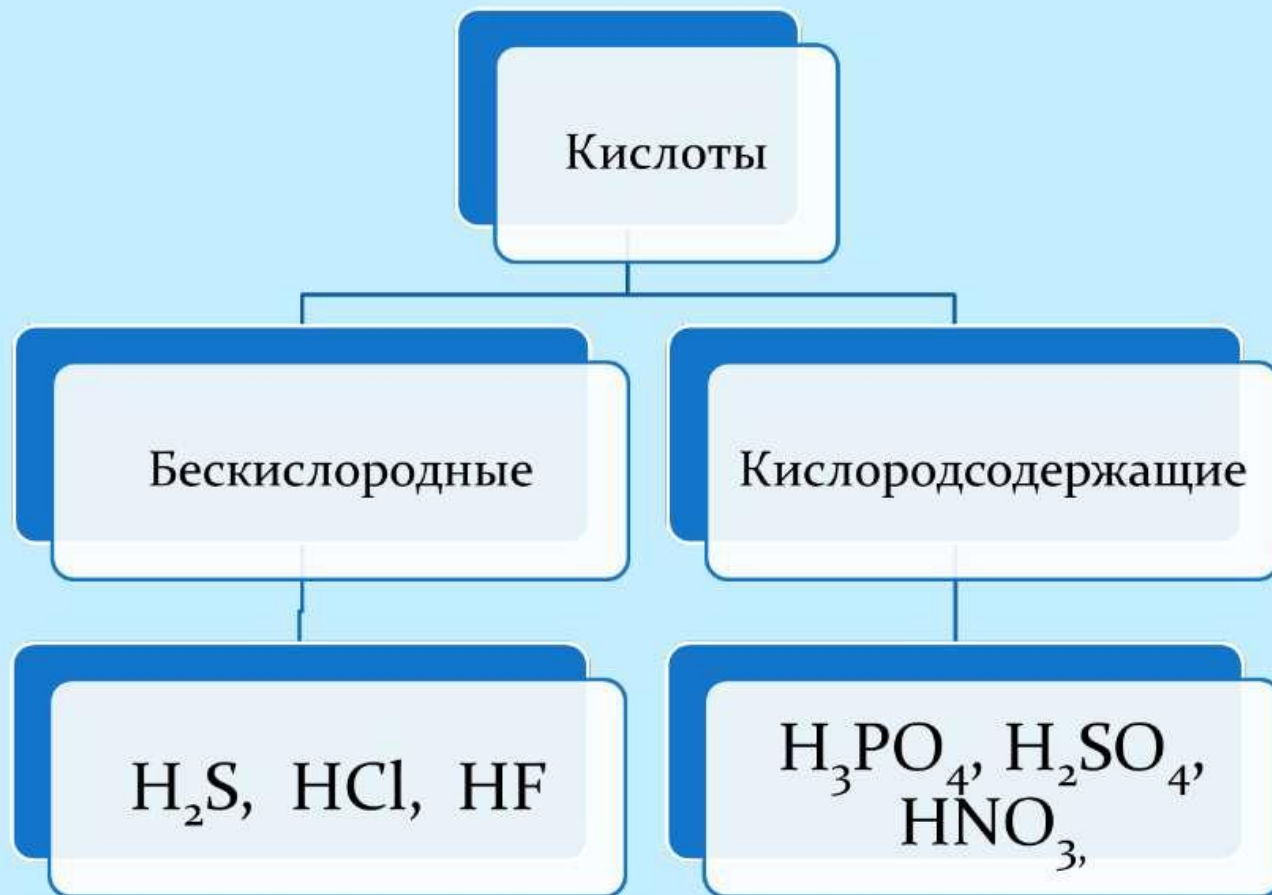 Кислоты
Бескислородные
Кислородсодержащие
H₂S, HCl, HF
H₃PO₄, H₂SO₄,
HNO₃,